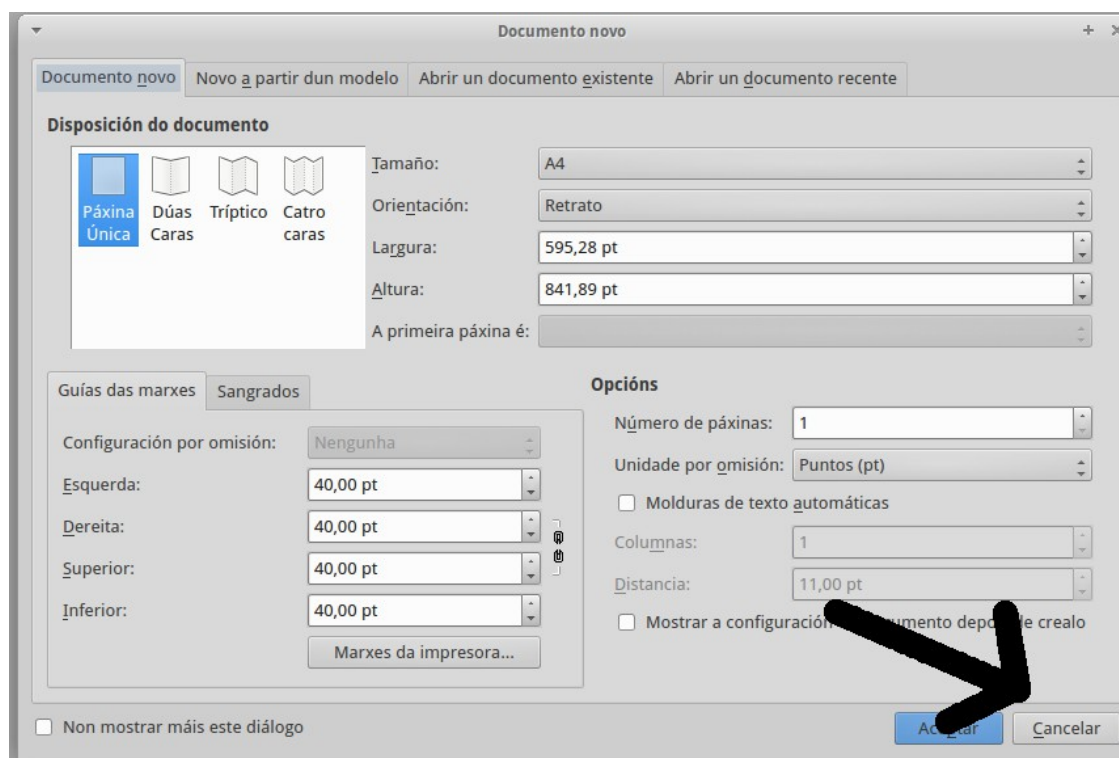 Documento novo
Documento novo Novo a partir dun modelo Abrir un documento existente Abrir un documento recente
Disposición do documento
Páxina Única
Dúas Caras
Tríptico
Catro caras
Tamaño: A4
Orientación: Retrato
Largura: 595,28 pt
Altura: 841,89 pt
A primeira páxina é:
Guías das marxes Sangrados
Configuración por omisión: Nengunha
Esquerda: 40,00 pt
Dereita: 40,00 pt
Superior: 40,00 pt
Inferior: 40,00 pt
Marxes da impresora...
Opcións
Número de páxinas: 1
Unidade por omisión: Puntos (pt)
Molduras de texto automáticas
Columnas: 1
Distancia: 11,00 pt
Mostrar a configuración crealo
Non mostrar máis este diálogo
Cancelar